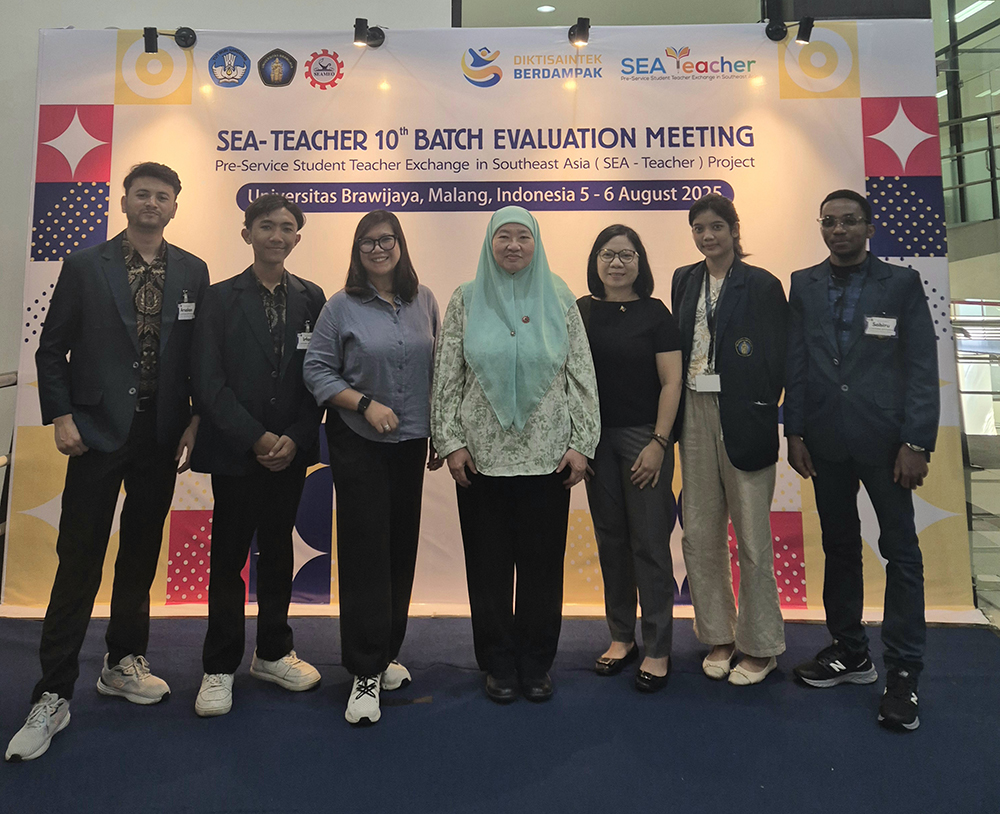 SEAMEO
DIKTISAINTEK
BERDAMPAK
SEA Teacher
Pre-Service Student Teacher Exchange in Southeast
SEA-TEACHER 10th BATCH EVALUATION MEETING
Pre-Service Student Teacher Exchange in Southeast Asia ( SEA - Teacher ) Project
Universitas Brawijaya, Malang, Indonesia 5 - 6 August 2025